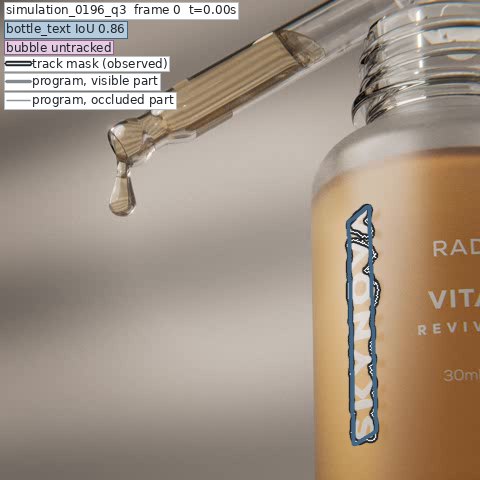 simulation_0196_q3 frame 0 t=0.00s
bottle_text IoU 0.86
bubble untracked
track mask (observed)
program, visible part
program, occluded part
SKYNOVA
RAD
VITA
REVIV
30ml